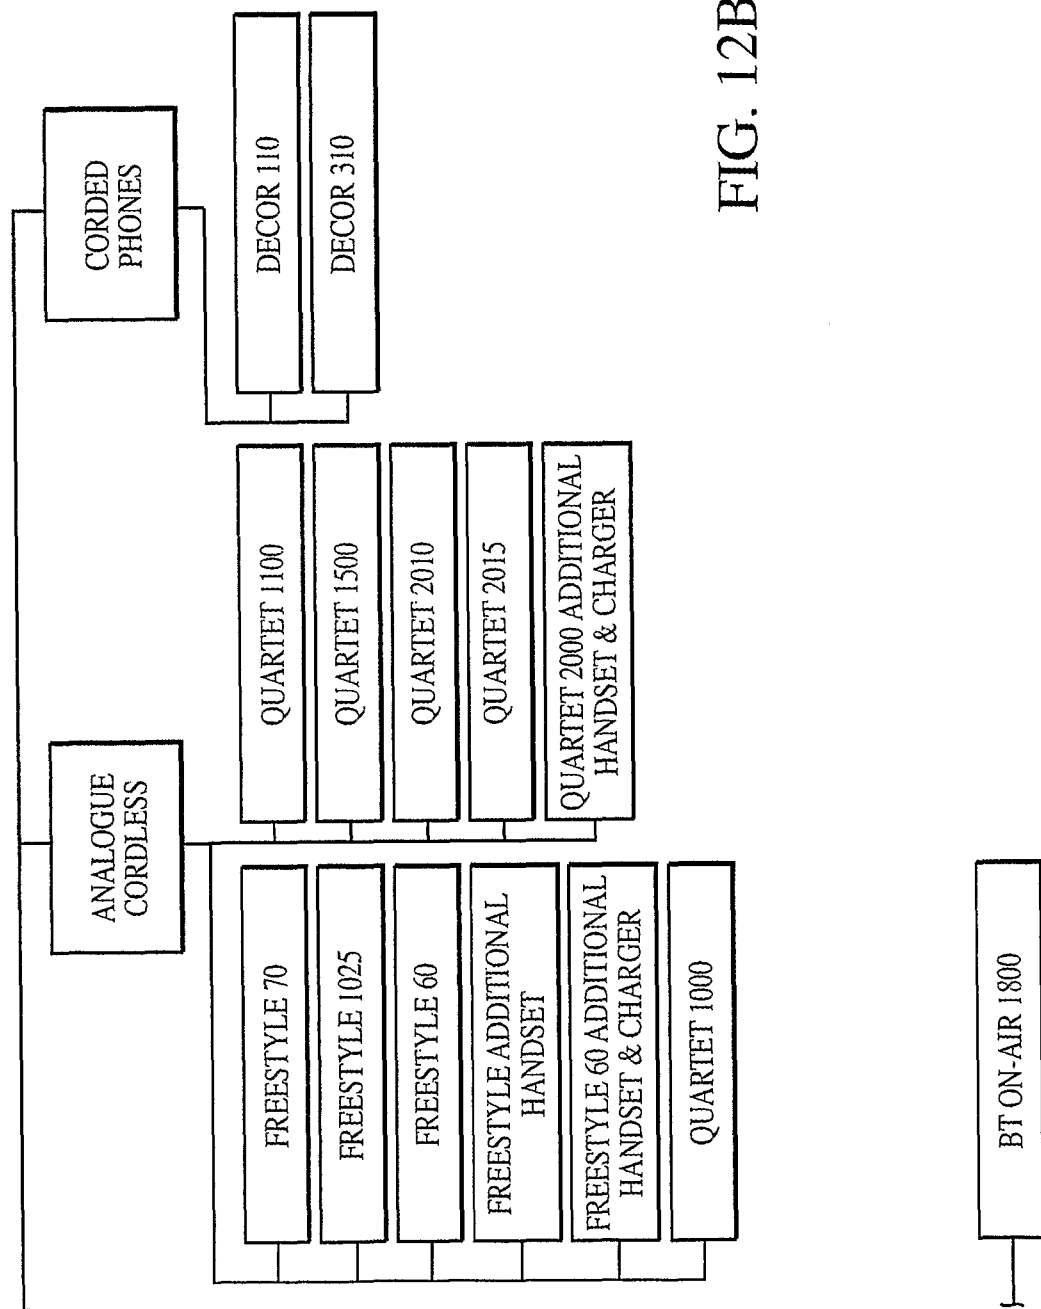 ANALOGUE
CORDLESS
CORDED
PHONES
FREESTYLE 70
FREESTYLE 1025
FREESTYLE 60
FREESTYLE ADDITIONAL
HANDSET
FREESTYLE 60 ADDITIONAL
HANDSET & CHARGER
QUARTET 1000
QUARTET 1100
QUARTET 1500
QUARTET 2010
QUARTET 2015
QUARTET 2000 ADDITIONAL
HANDSET & CHARGER
DECOR 110
DECOR 310
BT ON-AIR 1800
FIG. 12B